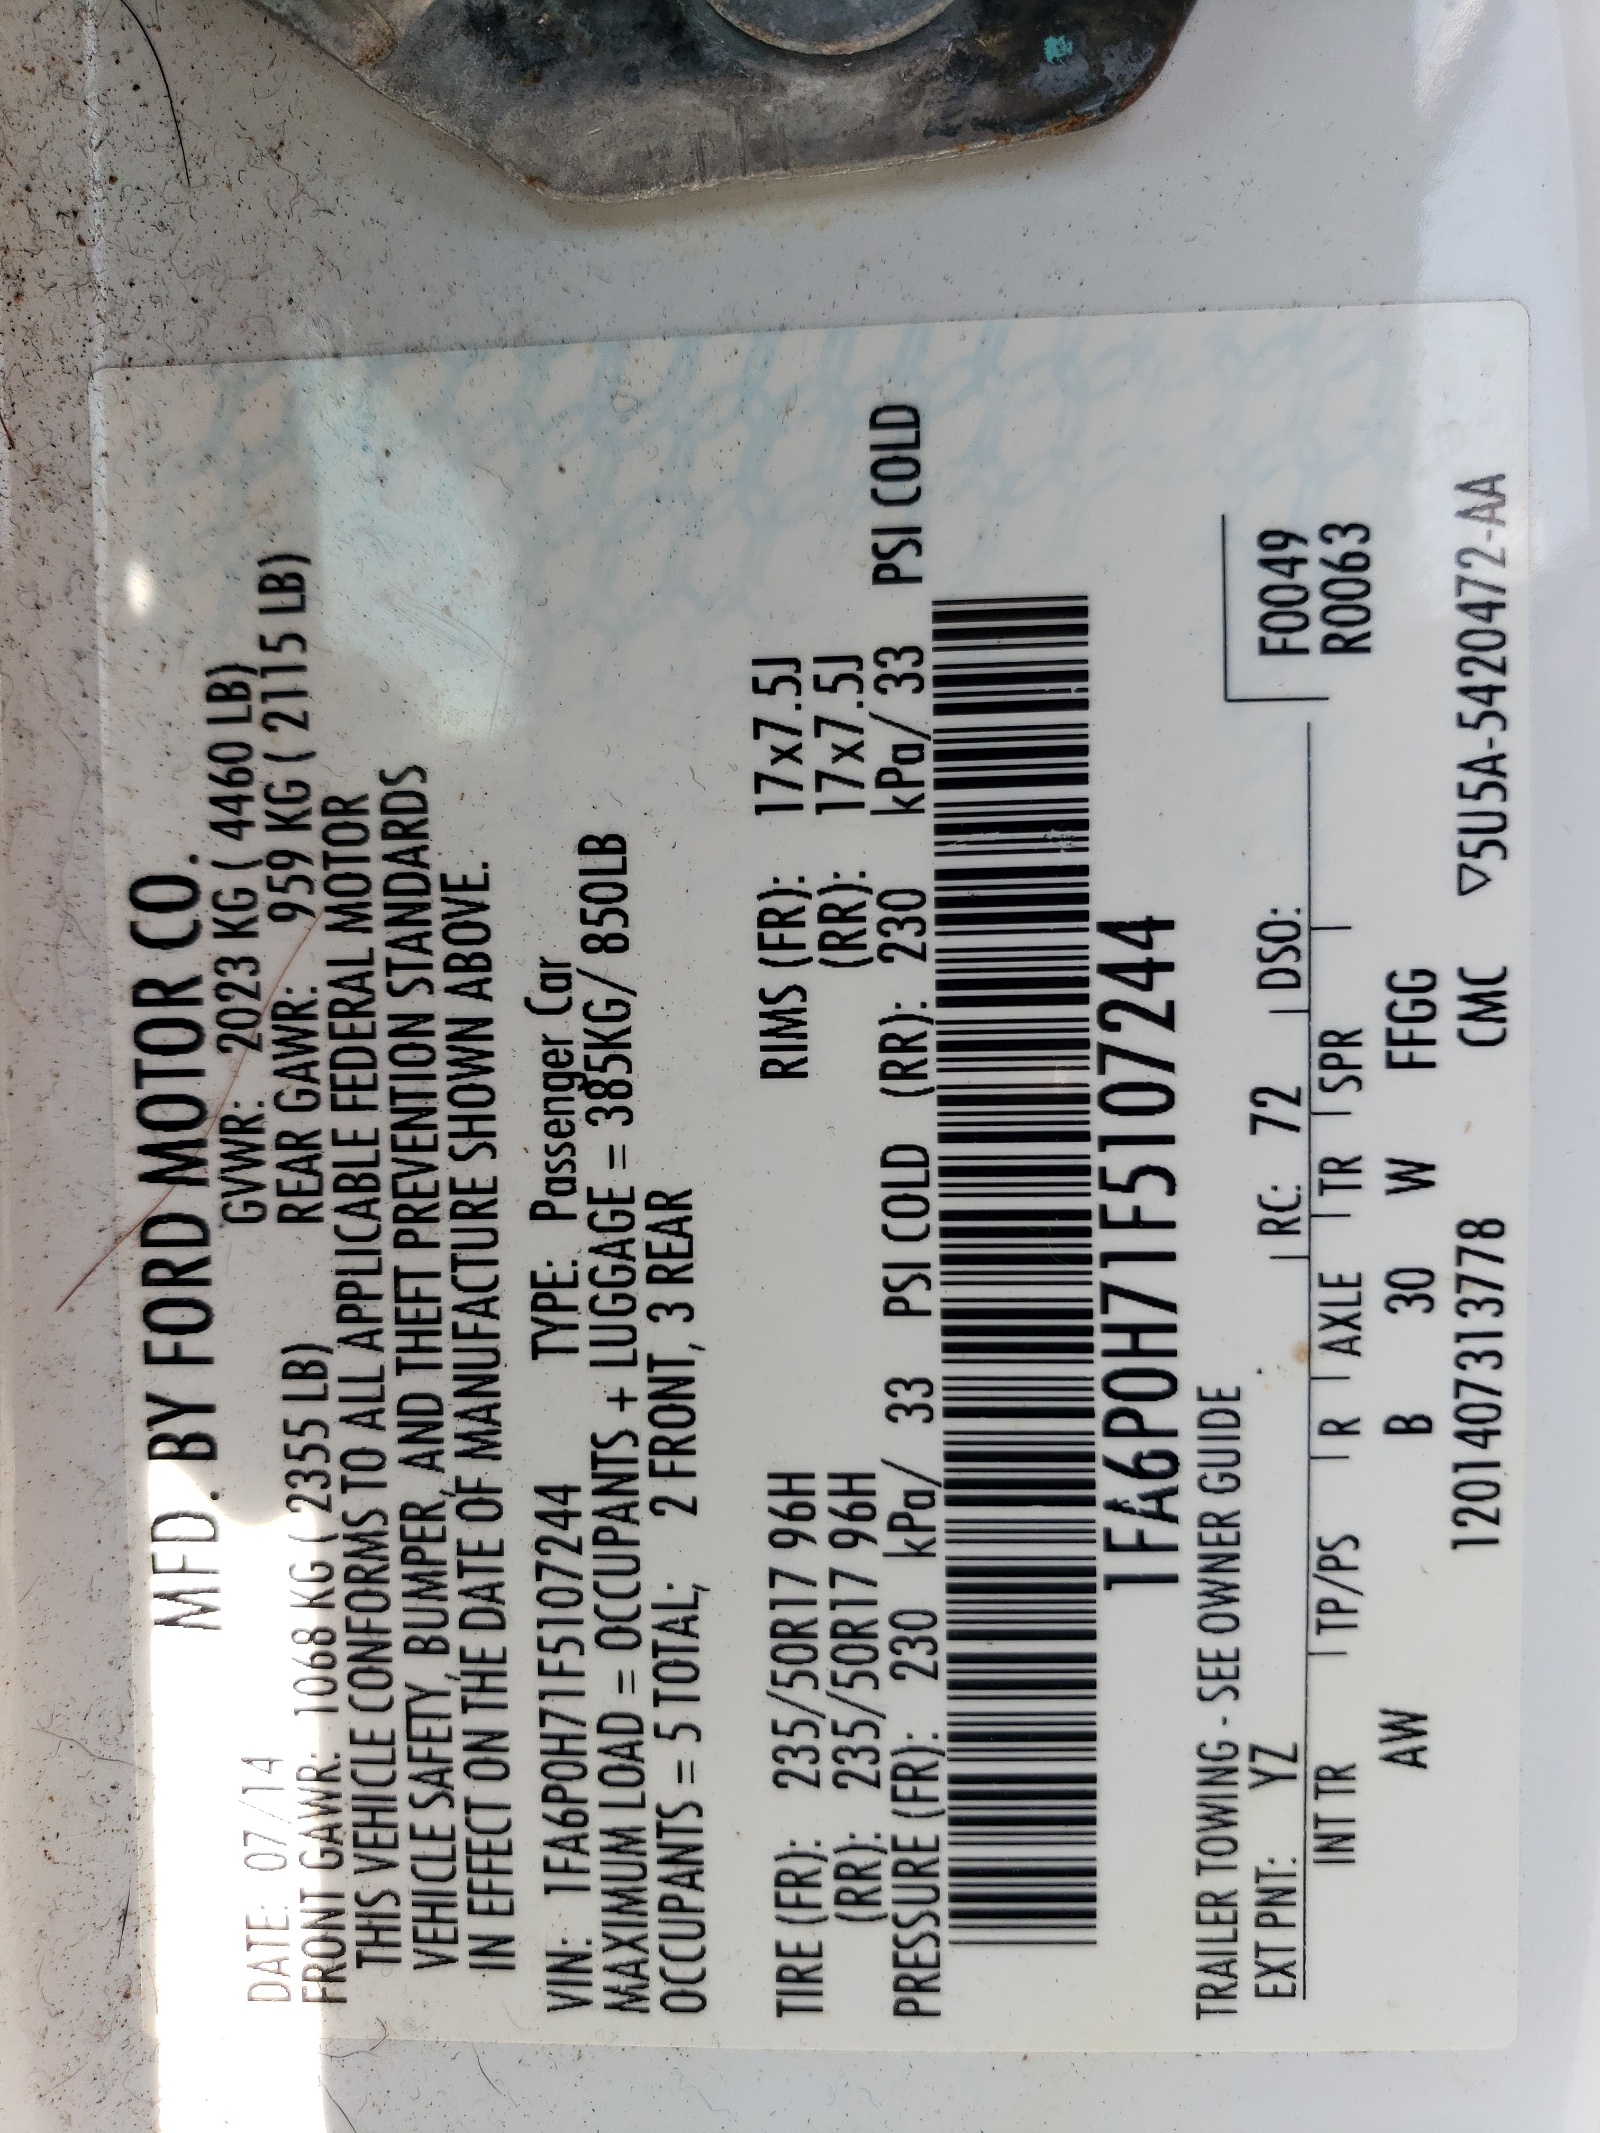 MFD. BY FORD MOTOR CO.
DATE: 07/14 GVWR: 2023 KG ( 4460 LB)
FRONT GAWR: 1068 KG ( 2355 LB) REAR GAWR: 959 KG ( 2115 LB)
THIS VEHICLE CONFORMS TO ALL APPLICABLE FEDERAL MOTOR
VEHICLE SAFETY, BUMPER, AND THEFT PREVENTION STANDARDS
IN EFFECT ON THE DATE OF MANUFACTURE SHOWN ABOVE.
VIN: 1FA6P0H71F5107244 TYPE: Passenger Car
MAXIMUM LOAD = OCCUPANTS + LUGGAGE = 385KG/ 850LB
OCCUPANTS = 5 TOTAL; 2 FRONT, 3 REAR
TIRE (FR): 235/50R17 96H RIMS (FR): 17x7.5J
(RR): 235/50R17 96H (RR): 17x7.5J
PRESSURE (FR): 230 kPa/ 33 PSI COLD (RR): 230 kPa/ 33 PSI COLD
1FA6P0H71F5107244
TRAILER TOWING - SEE OWNER GUIDE
EXT PNT: YZ RC: 72 DSO: F0049
INT TR TP/PS R AXLE TR SPR R0063
AW B 30 W FFGG
1201407313778 CMC ▽5U5A-5420472-AA